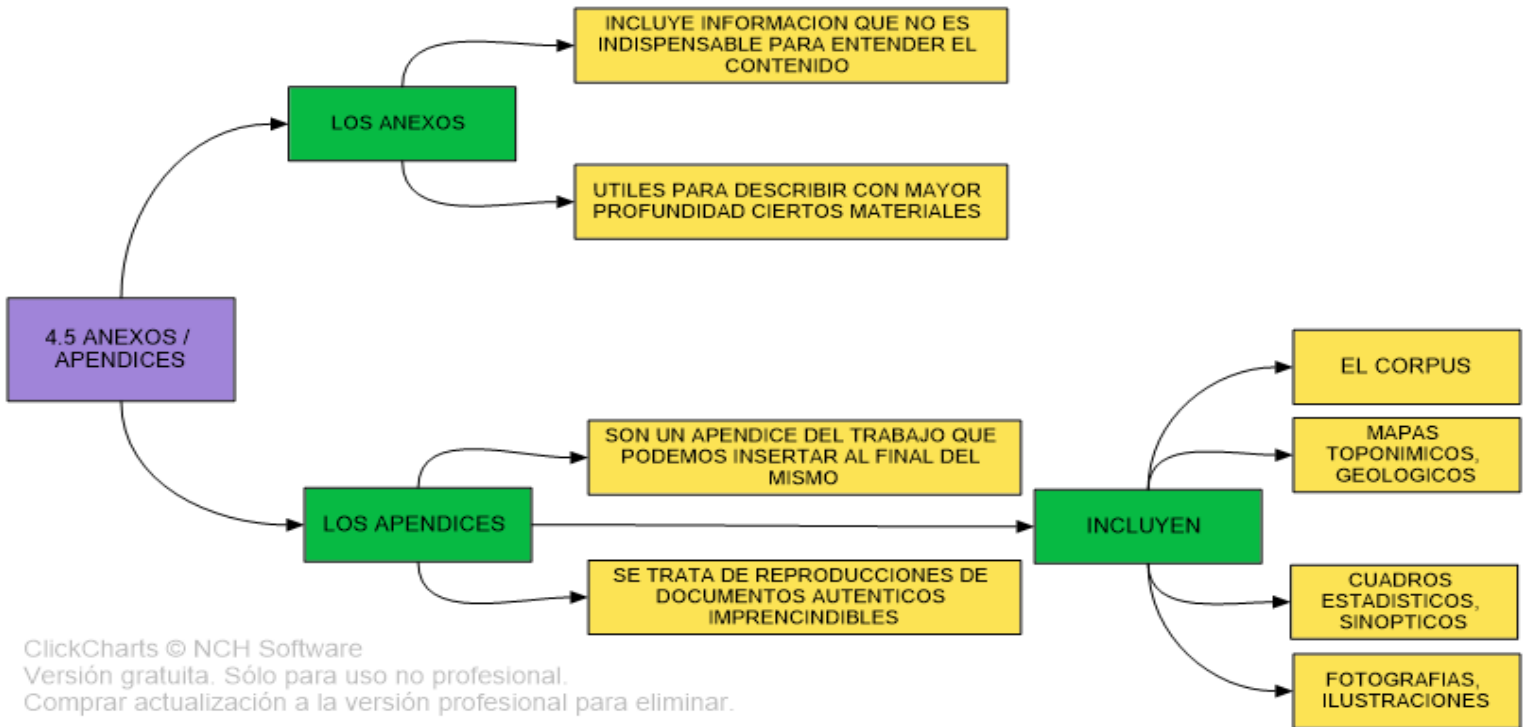 INCLUYE INFORMACION QUE NO ES
INDISPENSABLE PARA ENTENDER EL
CONTENIDO
LOS ANEXOS
UTILES PARA DESCRIBIR CON MAYOR
PROFUNDIDAD CIERTOS MATERIALES
4.5 ANEXOS /
APENDICES
SON UN APENDICE DEL TRABAJO QUE
PODEMOS INSERTAR AL FINAL DEL
MISMO
LOS APENDICES
SE TRATA DE REPRODUCCIONES DE
DOCUMENTOS AUTENTICOS
IMPRENCINDIBLES
INCLUYEN
EL CORPUS
MAPAS
TOPONIMICOS,
GEOLOGICOS
CUADROS
ESTADISTICOS,
SINOPTICOS
FOTOGRAFIAS,
ILUSTRACIONES
ClickCharts © NCH Software
Versión gratuita. Sólo para uso no profesional.
Comprar actualización a la versión profesional para eliminar.